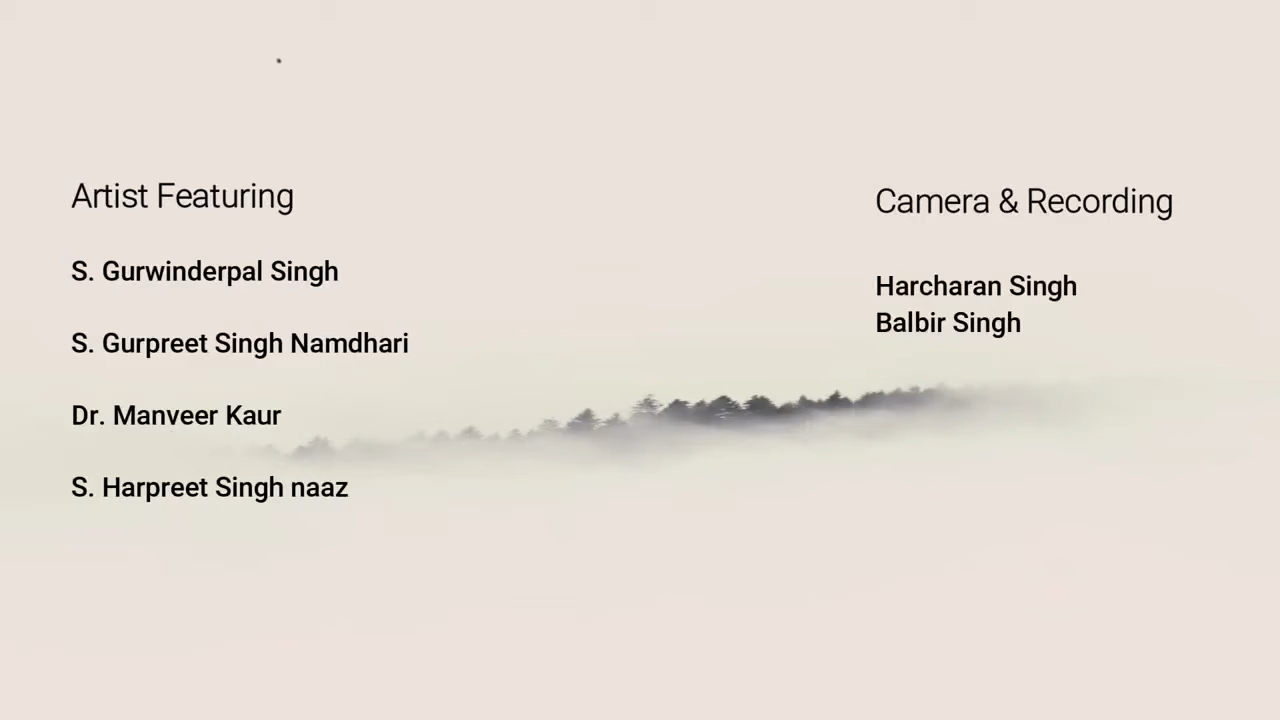 Artist Featuring
S. Gurwinderpal Singh
S. Gurpreet Singh Namdhari
Dr. Manveer Kaur
S. Harpreet Singh naaz
Camera & Recording
Harcharan Singh
Balbir Singh